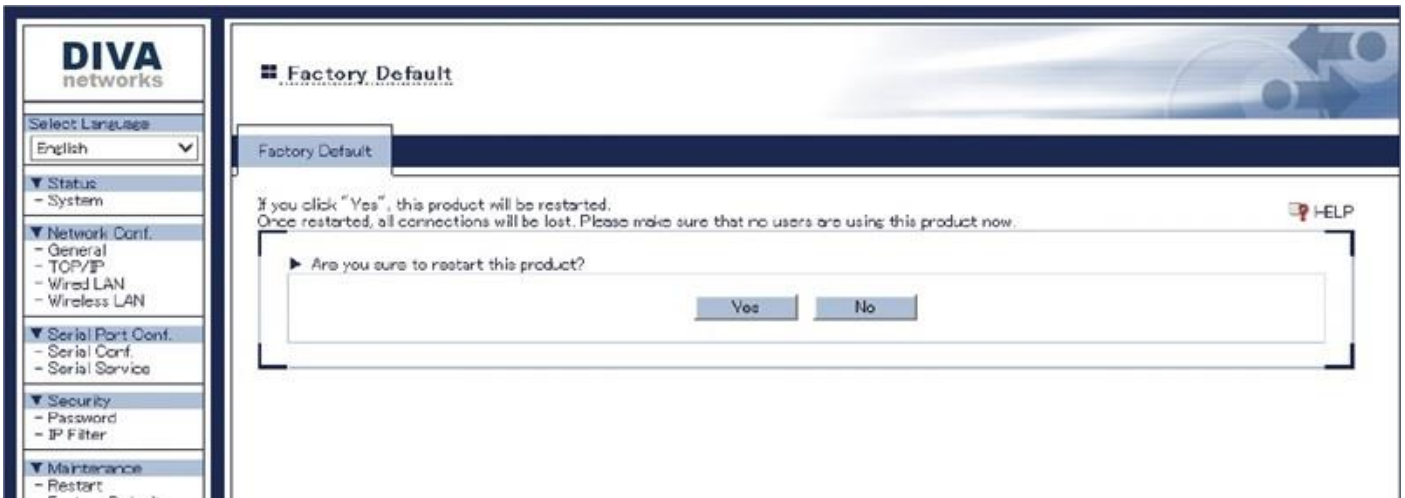 DIVA
networks
Select Language
English
▼ Status
- System
▼ Network Conf.
- General
- TCP/IP
- Wired LAN
- Wireless LAN
▼ Serial Port Conf.
- Serial Conf.
- Serial Service
▼ Security
- Password
- IP Filter
▼ Maintenance
- Restart
Factory Default
Factory Default
If you click "Yes", this product will be restarted.
Once restarted, all connections will be lost. Please make sure that no users are using this product now.
HELP
► Are you sure to restart this product?
Yes No